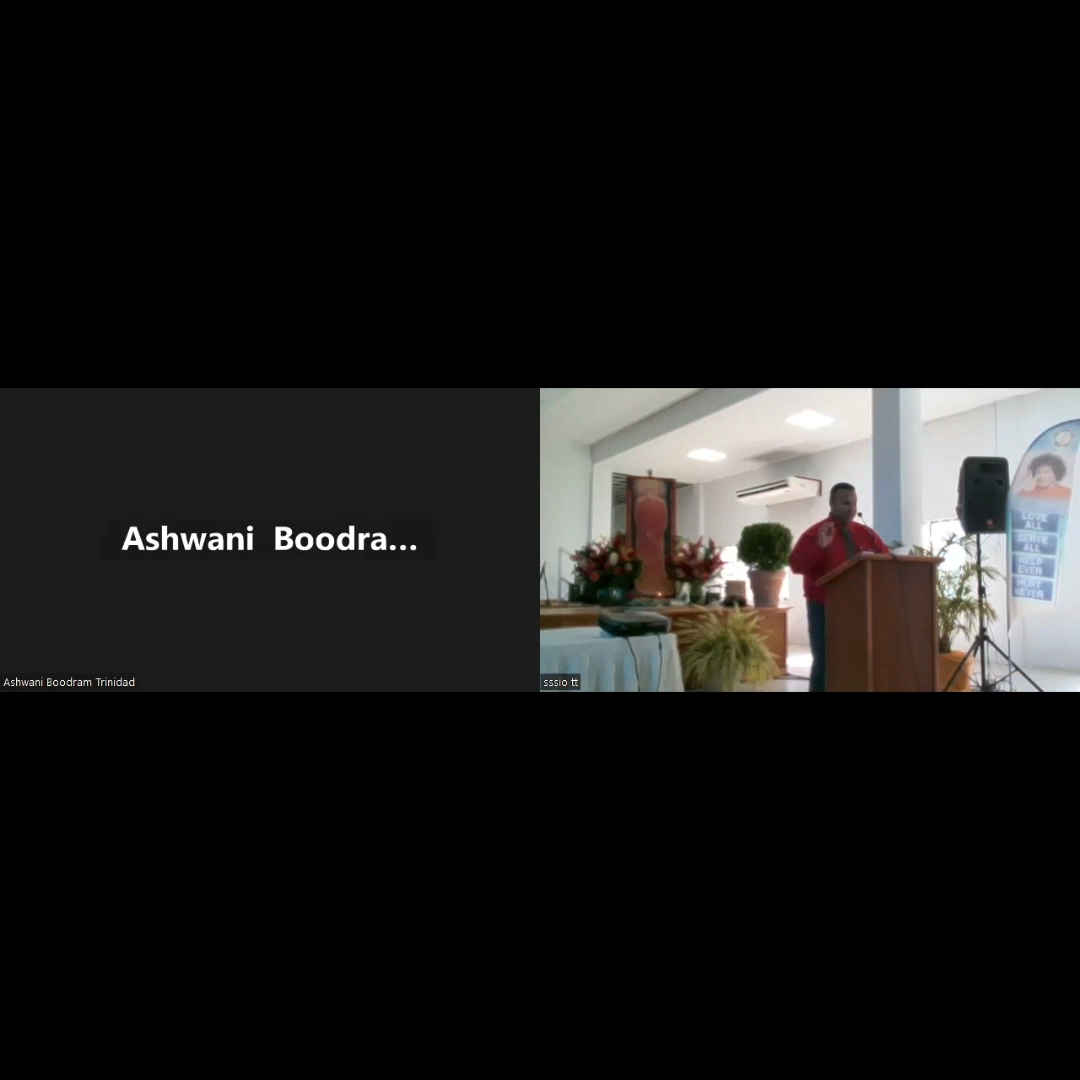 Ashwani Boodra...
Ashwani Boodram Trinidad
sssio tt
LOVE
ALL
SERVE
ALL
HELP
EVER
HURT
NEVER